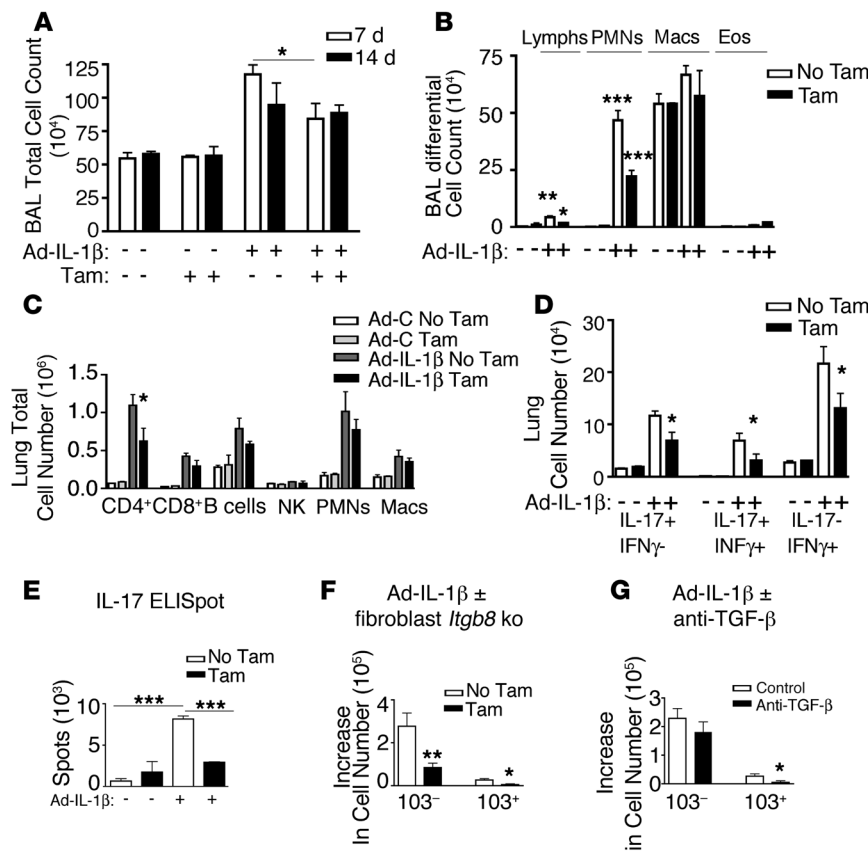 A
7 d
14 d
*
BAL Total Cell Count
(10⁴)
125
100
75
50
25
0
Ad-IL-1β: - - - - + + + +
Tam: - - + + - - + +
B
Lymphs PMNs Macs Eos
No Tam
Tam
BAL differential
Cell Count (10⁴)
75
50
25
0
** * *** ***
Ad-IL-1β: - - + + - - + + - - + + - - + +
C
Ad-C No Tam
Ad-C Tam
Ad-IL-1β No Tam
Ad-IL-1β Tam
Lung Total
Cell Number (10⁶)
1.5
1.0
0.5
0.0
*
CD4⁺CD8⁺B cells NK PMNs Macs
D
No Tam
Tam
Lung
Cell Number (10⁴)
30
20
10
0
* * *
Ad-IL-1β: - - + + - - + + - - + +
IL-17+ IL-17+ IL-17-
IFNγ- INFγ+ IFNγ+
E
IL-17 ELISpot
No Tam
Tam
Spots (10³)
10
5
0
*** ***
Ad-IL-1β: - - + +
F
Ad-IL-1β ±
fibroblast Itgb8 ko
No Tam
Tam
Increase
In Cell Number (10⁵)
4
3
2
1
0
** *
103⁻ 103⁺
G
Ad-IL-1β ±
anti-TGF-β
Control
Anti-TGF-β
Increase
in Cell Number (10⁵)
3
2
1
0
*
103⁻ 103⁺